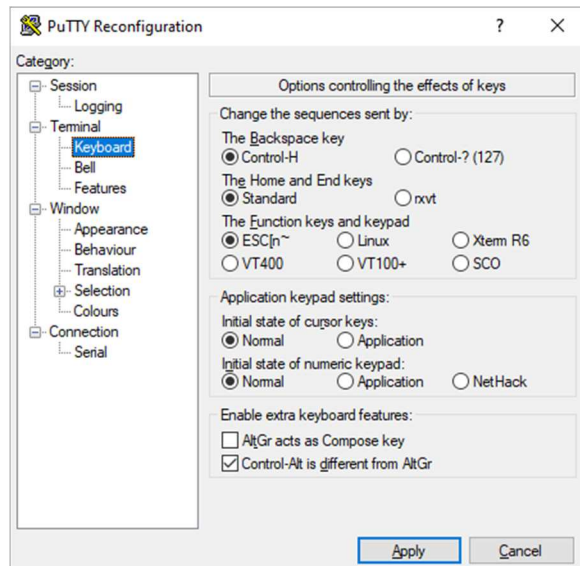 PuTTY Reconfiguration
Category:
Session
Logging
Terminal
Keyboard
Bell
Features
Window
Appearance
Behaviour
Translation
Selection
Colours
Connection
Serial
Options controlling the effects of keys
Change the sequences sent by:
The Backspace key
Control-H Control-? (127)
The Home and End keys
Standard rxvt
The Function keys and keypad
ESC[n~ Linux Xterm R6
VT400 VT100+ SCO
Application keypad settings:
Initial state of cursor keys:
Normal Application
Initial state of numeric keypad:
Normal Application NetHack
Enable extra keyboard features:
AltGr acts as Compose key
Control-Alt is different from AltGr
Apply Cancel